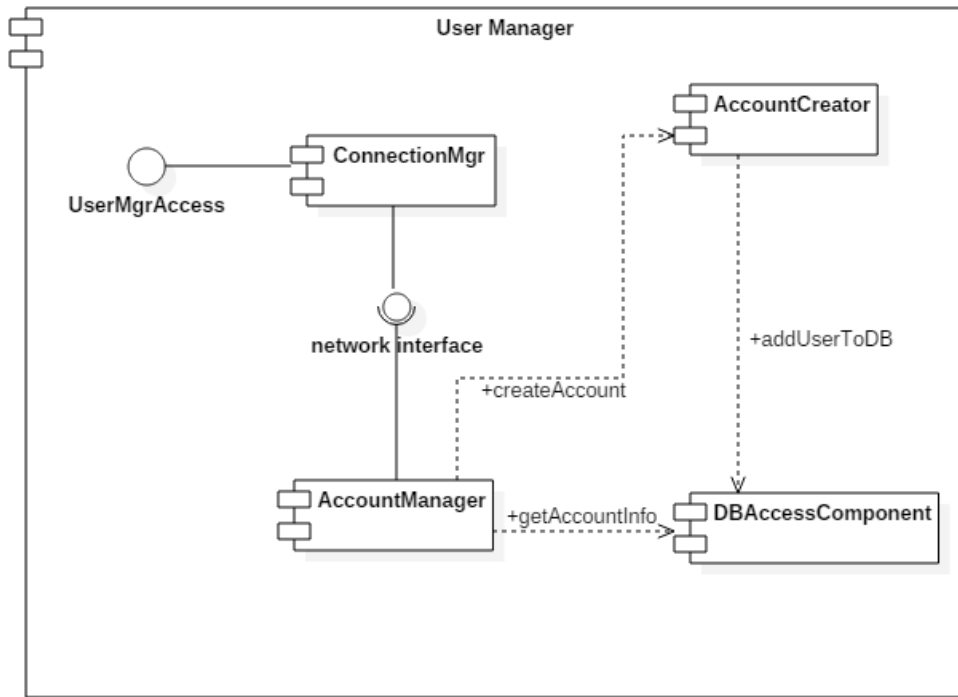 User Manager
AccountCreator
ConnectionMgr
UserMgrAccess
network interface
+addUserToDB
+createAccount
AccountManager
+getAccountInfo
DBAccessComponent